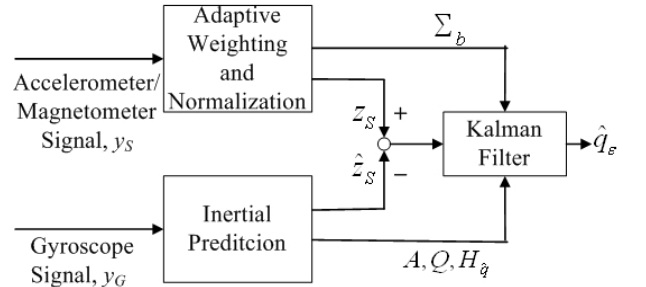 Adaptive
Weighting
and
Normalization
Accelerometer/
Magnetometer
Signal, y_S
Σ_b
z_S +
ẑ_S −
Kalman
Filter
q̂_ε
Inertial
Preditcion
Gyroscope
Signal, y_G
A, Q, H_q̂